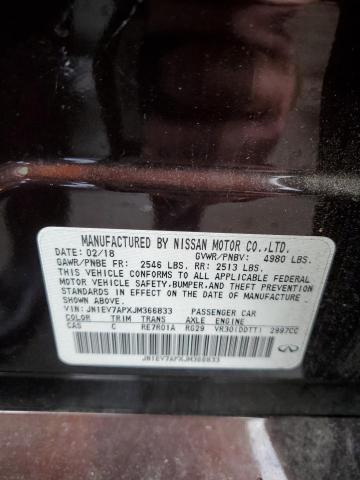 MANUFACTURED BY NISSAN MOTOR CO.,LTD.
DATE: 02/18 GVWR/PNBV: 4980 LBS.
GAWR/PNBE FR: 2546 LBS. RR: 2513 LBS.
THIS VEHICLE CONFORMS TO ALL APPLICABLE FEDERAL
MOTOR VEHICLE SAFETY,BUMPER,AND THEFT PREVENTION
STANDARDS IN EFFECT ON THE DATE OF MANUFACTURE
SHOWN ABOVE.
VIN: JN1EV7APXJM366833 PASSENGER CAR
COLOR TRIM TRANS AXLE ENGINE
CAS C RE7R01A RG29 VR30(DDTT) 2997CC
JN1EV7APXJM366833